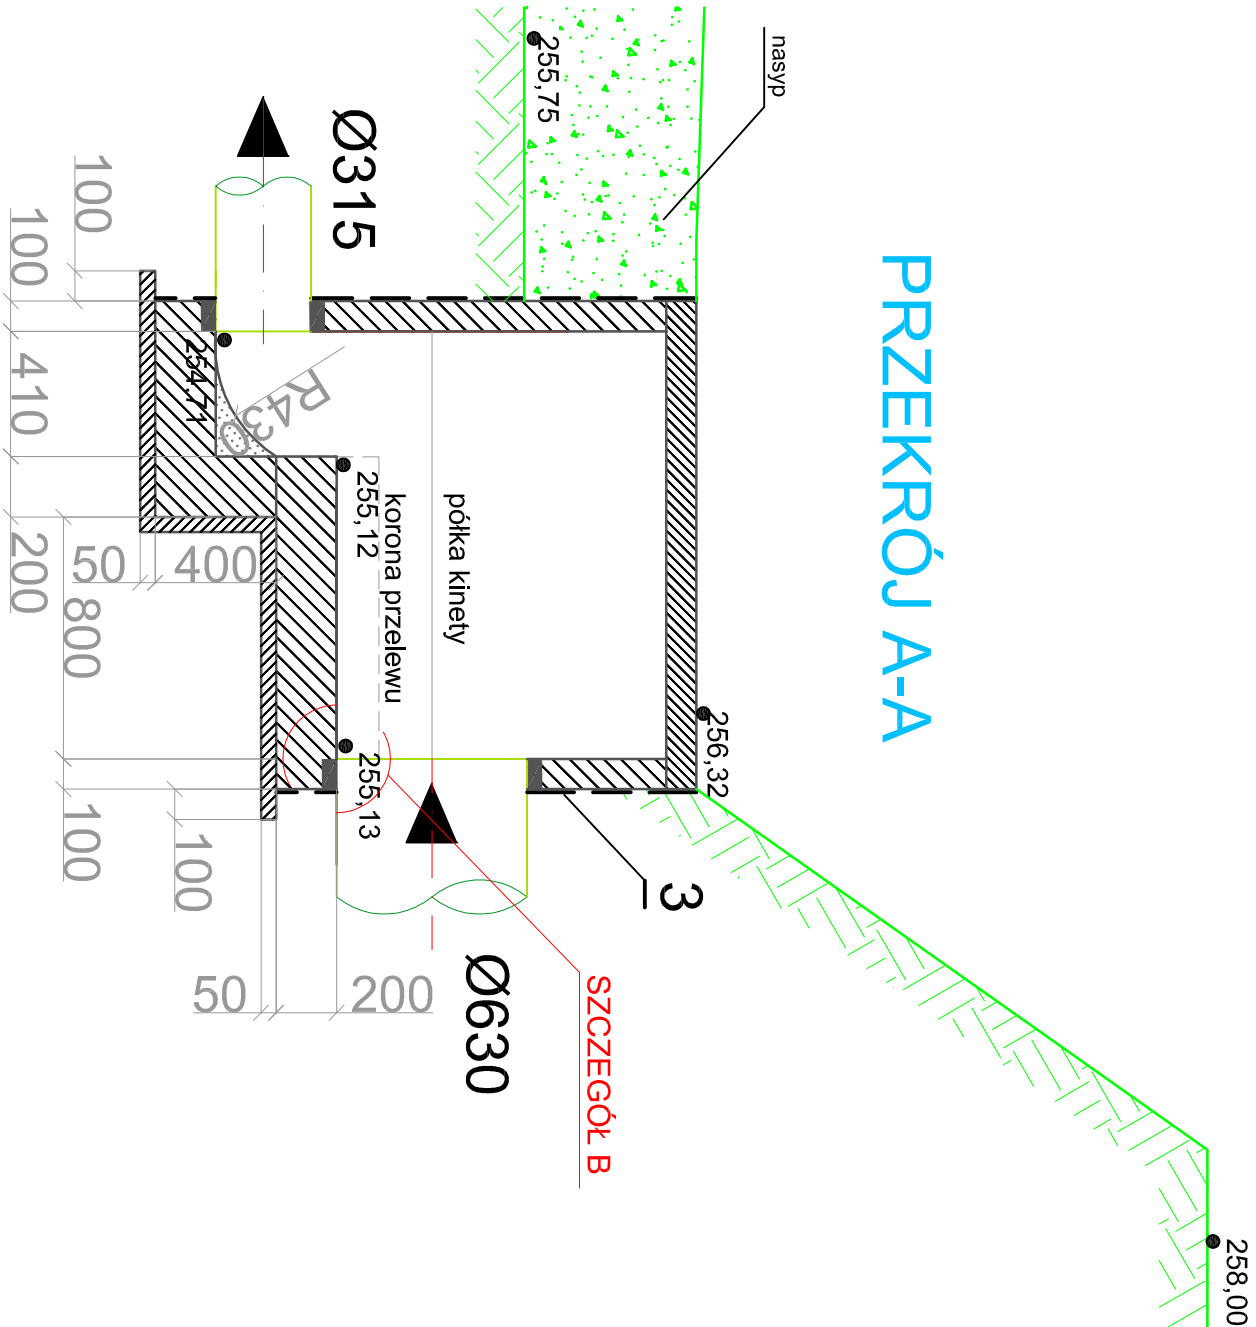 PRZEKRÓJ A-A
258,00
nasyp
256,32
255,75
3
SZCZEGÓŁ B
Ø315
Ø630
półka kinety
korona przelewu
255,12
255,13
R430
254,71
200
50
400
50
100
100
100
410
200
800
100